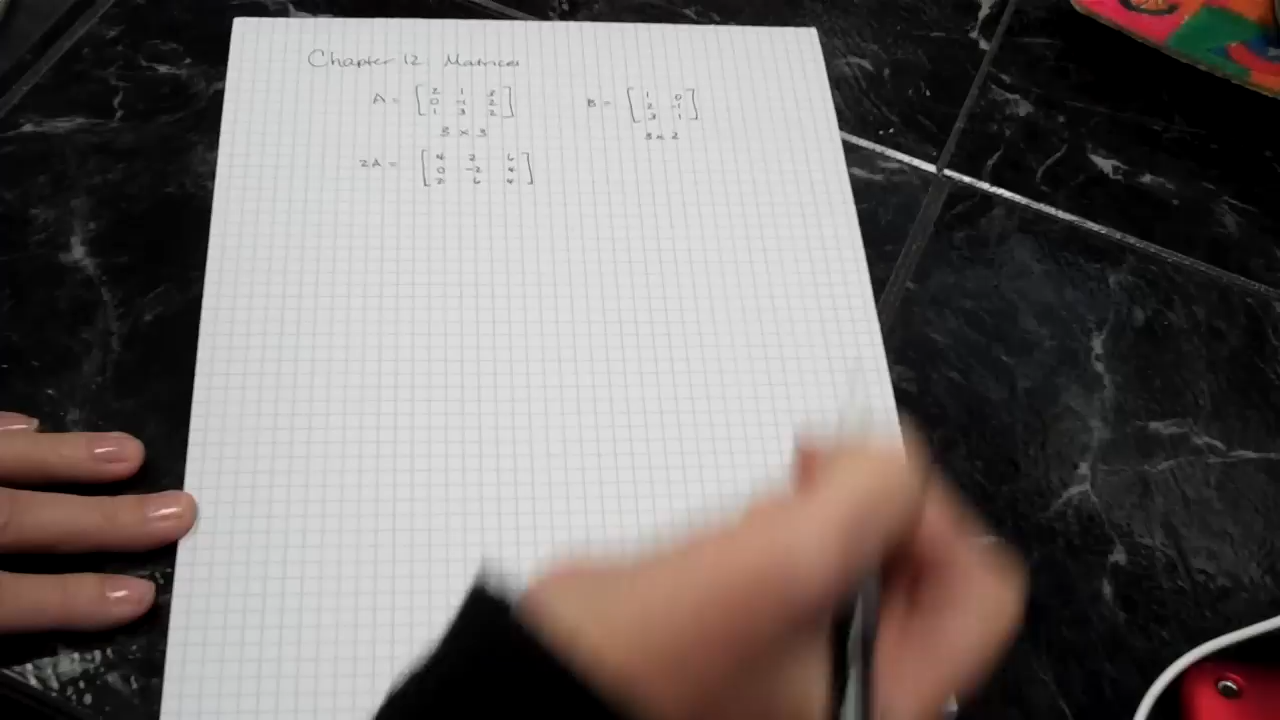 Chapter 12 Matrices
A = [ 2 1 3 B = [ 1 0
0 -1 2 2 -1
1 3 2 ] 3 1 ]
3 x 3 3 x 2
2A = [ 4 2 6
0 -2 4
2 6 4 ]